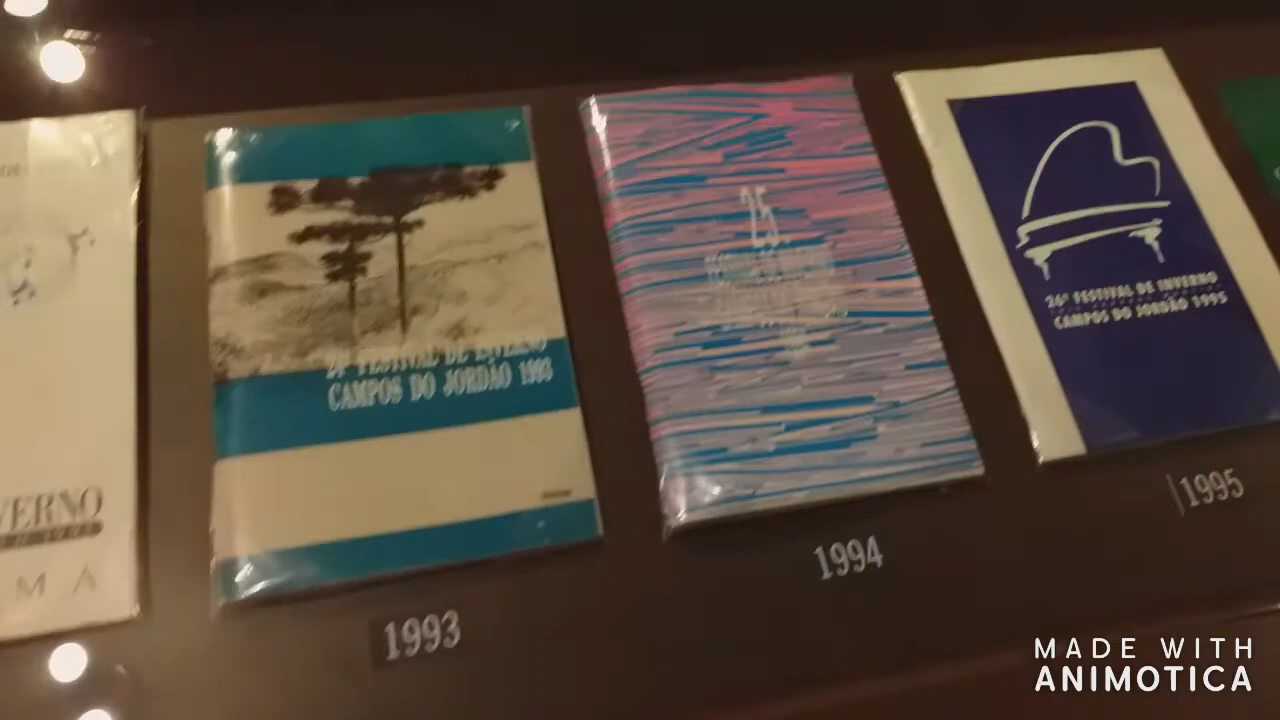 VERNO
M A
24º FESTIVAL DE INVERNO
CAMPOS DO JORDÃO 1993
1993
25
1994
26º FESTIVAL DE INVERNO
CAMPOS DO JORDÃO 1995
1995
MADE WITH
ANIMOTICA